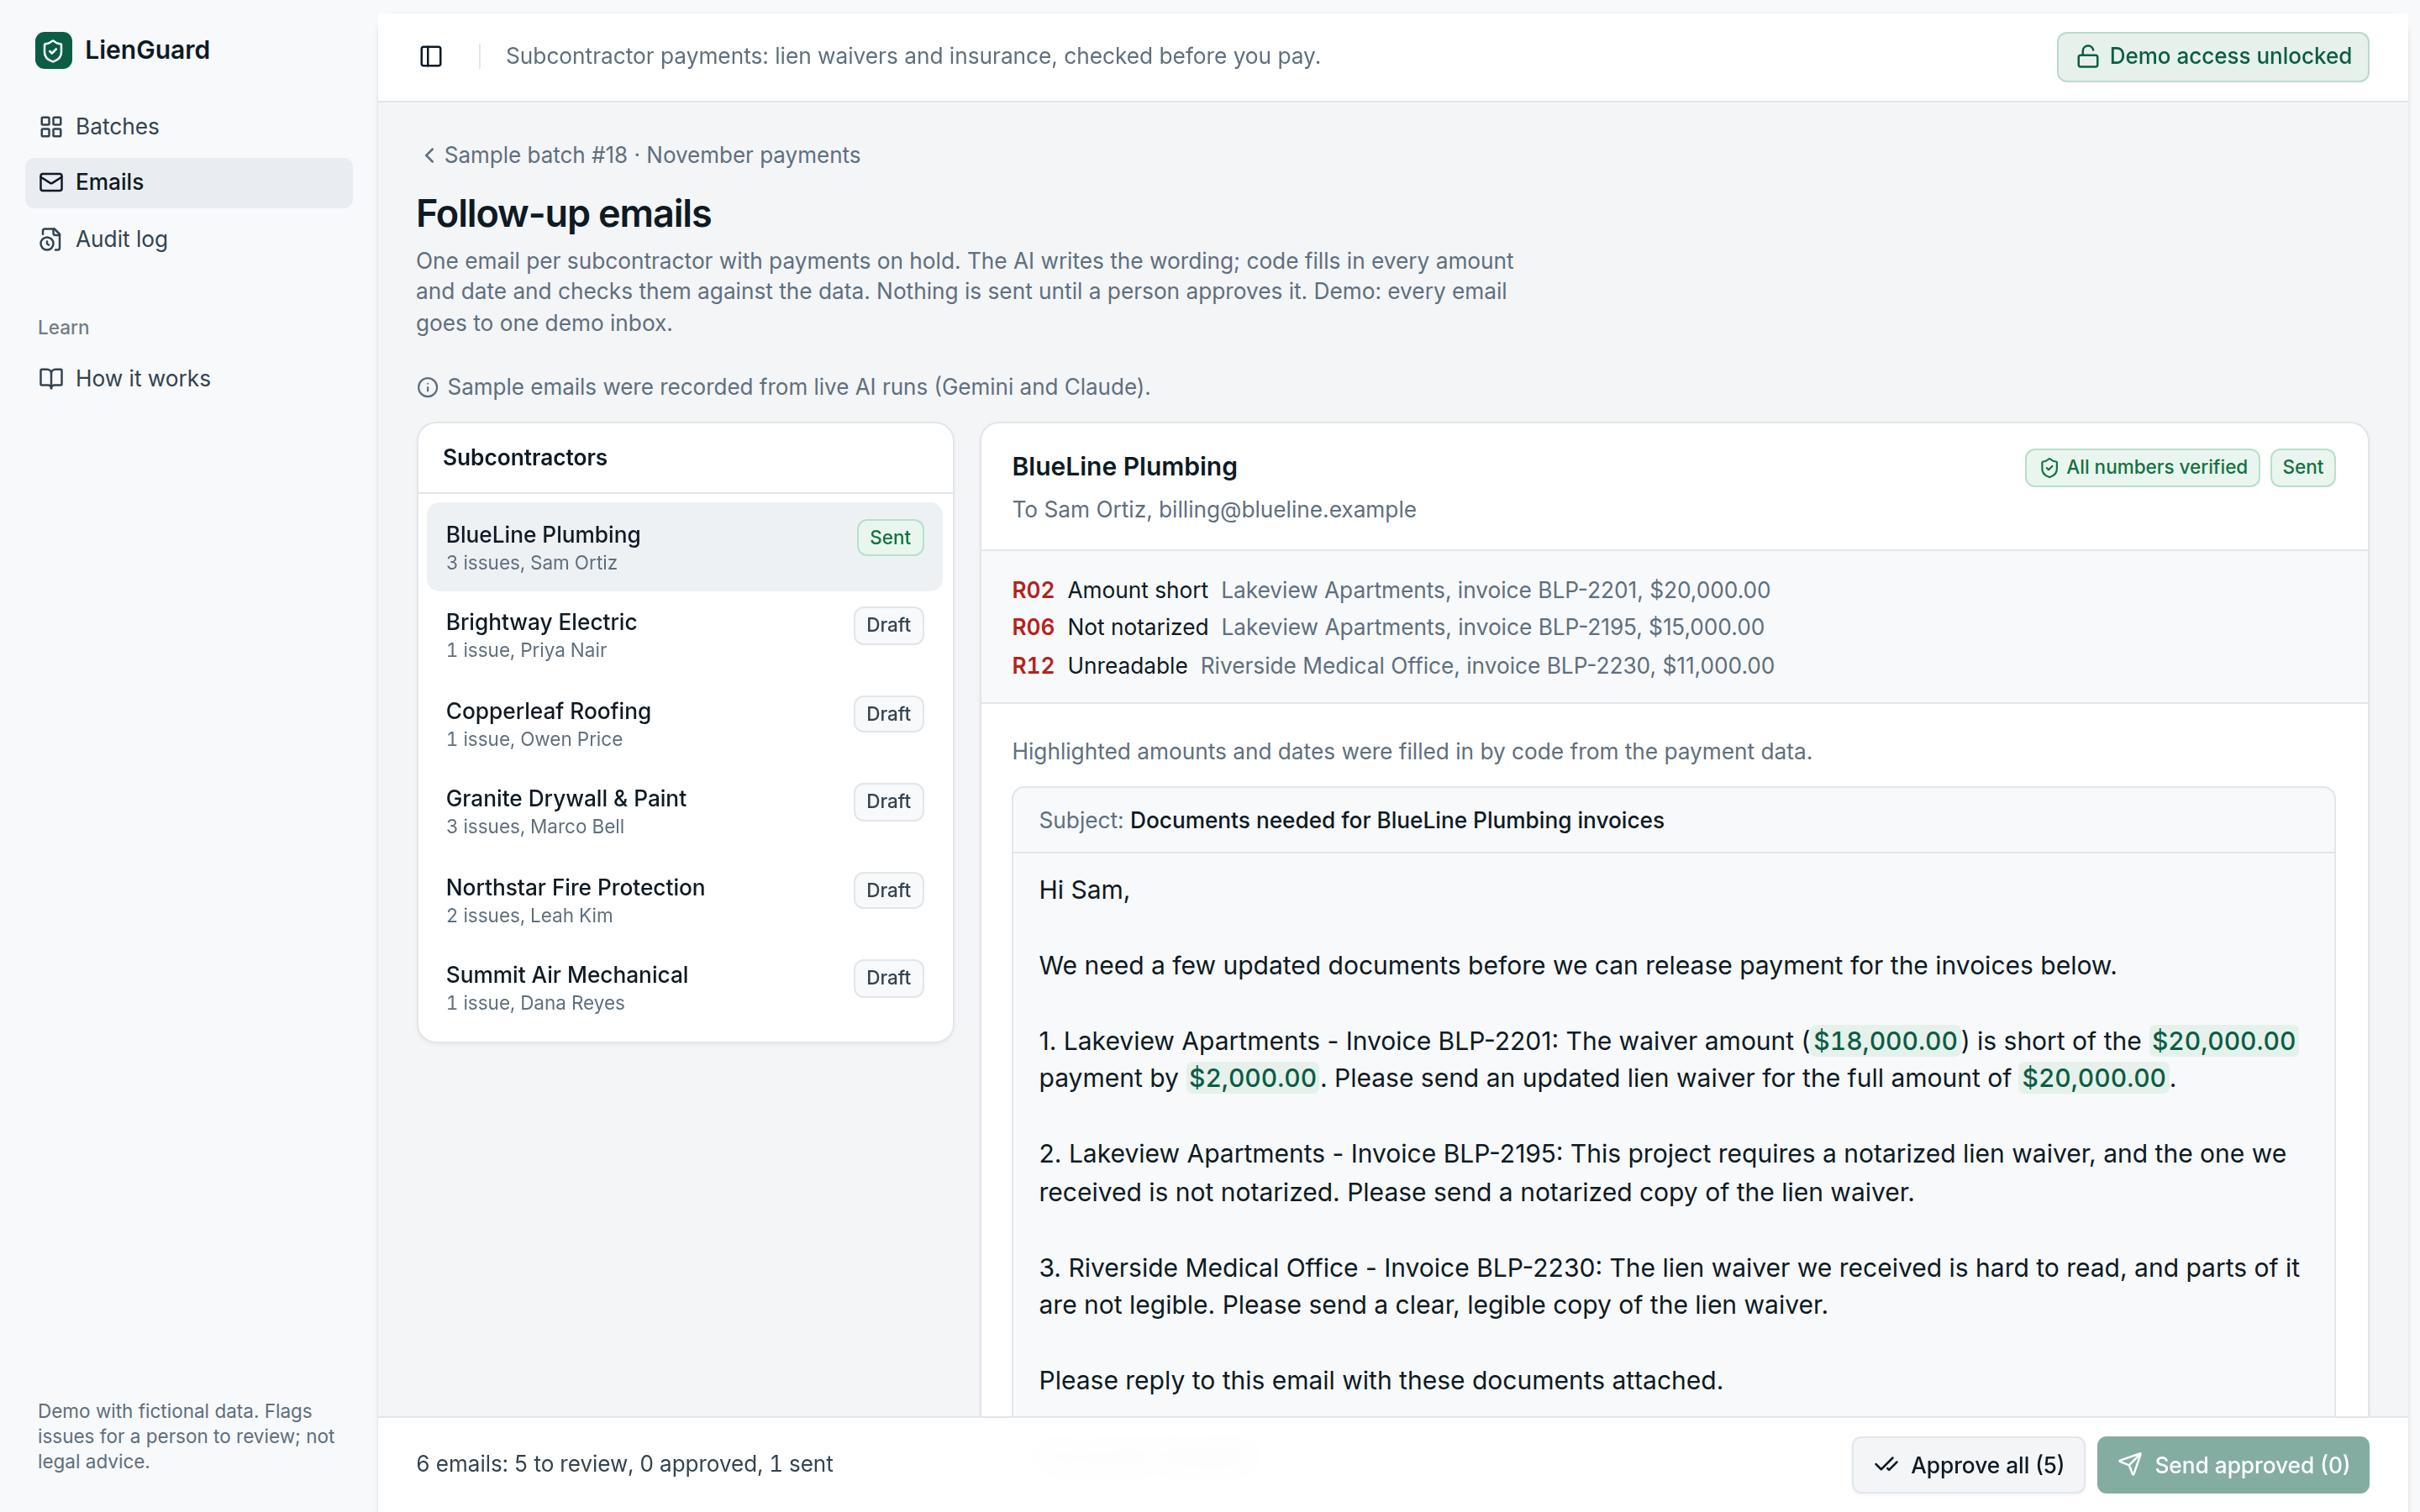 LienGuard
Batches
Emails
Audit log
Learn
How it works
Demo with fictional data. Flags
issues for a person to review; not
legal advice.
Subcontractor payments: lien waivers and insurance, checked before you pay.
Demo access unlocked
Sample batch #18 · November payments
Follow-up emails
One email per subcontractor with payments on hold. The AI writes the wording; code fills in every amount
and date and checks them against the data. Nothing is sent until a person approves it. Demo: every email
goes to one demo inbox.
Sample emails were recorded from live AI runs (Gemini and Claude).
Subcontractors
BlueLine Plumbing
Sent
3 issues, Sam Ortiz
Brightway Electric
Draft
1 issue, Priya Nair
Copperleaf Roofing
Draft
1 issue, Owen Price
Granite Drywall & Paint
Draft
3 issues, Marco Bell
Northstar Fire Protection
Draft
2 issues, Leah Kim
Summit Air Mechanical
Draft
1 issue, Dana Reyes
BlueLine Plumbing
All numbers verified
Sent
To Sam Ortiz, billing@blueline.example
R02 Amount short Lakeview Apartments, invoice BLP-2201, $20,000.00
R06 Not notarized Lakeview Apartments, invoice BLP-2195, $15,000.00
R12 Unreadable Riverside Medical Office, invoice BLP-2230, $11,000.00
Highlighted amounts and dates were filled in by code from the payment data.
Subject: Documents needed for BlueLine Plumbing invoices
Hi Sam,
We need a few updated documents before we can release payment for the invoices below.
1. Lakeview Apartments - Invoice BLP-2201: The waiver amount ($18,000.00) is short of the $20,000.00
payment by $2,000.00. Please send an updated lien waiver for the full amount of $20,000.00.
2. Lakeview Apartments - Invoice BLP-2195: This project requires a notarized lien waiver, and the one we
received is not notarized. Please send a notarized copy of the lien waiver.
3. Riverside Medical Office - Invoice BLP-2230: The lien waiver we received is hard to read, and parts of it
are not legible. Please send a clear, legible copy of the lien waiver.
Please reply to this email with these documents attached.
6 emails: 5 to review, 0 approved, 1 sent
Approve all (5)
Send approved (0)